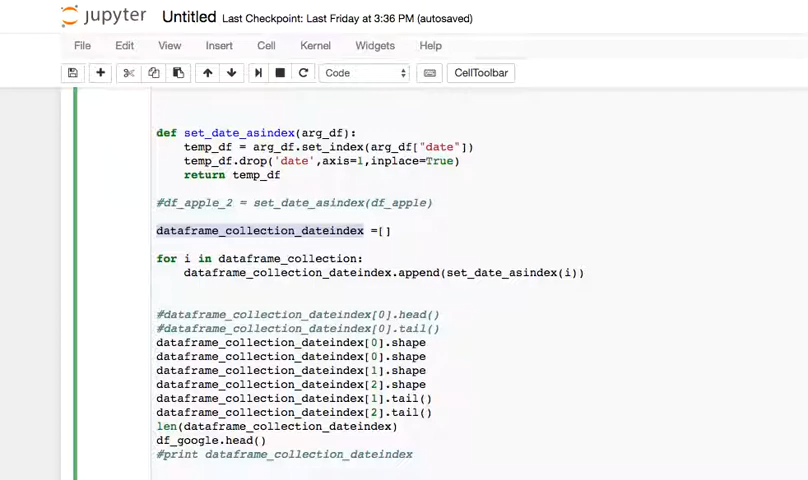 jupyter Untitled Last Checkpoint: Last Friday at 3:36 PM (autosaved)
File Edit View Insert Cell Kernel Widgets Help
Code CellToolbar
def set_date_asindex(arg_df):
temp_df = arg_df.set_index(arg_df["date"])
temp_df.drop('date',axis=1,inplace=True)
return temp_df
#df_apple_2 = set_date_asindex(df_apple)
dataframe_collection_dateindex =[]
for i in dataframe_collection:
dataframe_collection_dateindex.append(set_date_asindex(i))
#dataframe_collection_dateindex[0].head()
#dataframe_collection_dateindex[0].tail()
dataframe_collection_dateindex[0].shape
dataframe_collection_dateindex[0].shape
dataframe_collection_dateindex[1].shape
dataframe_collection_dateindex[2].shape
dataframe_collection_dateindex[1].tail()
dataframe_collection_dateindex[2].tail()
len(dataframe_collection_dateindex)
df_google.head()
#print dataframe_collection_dateindex